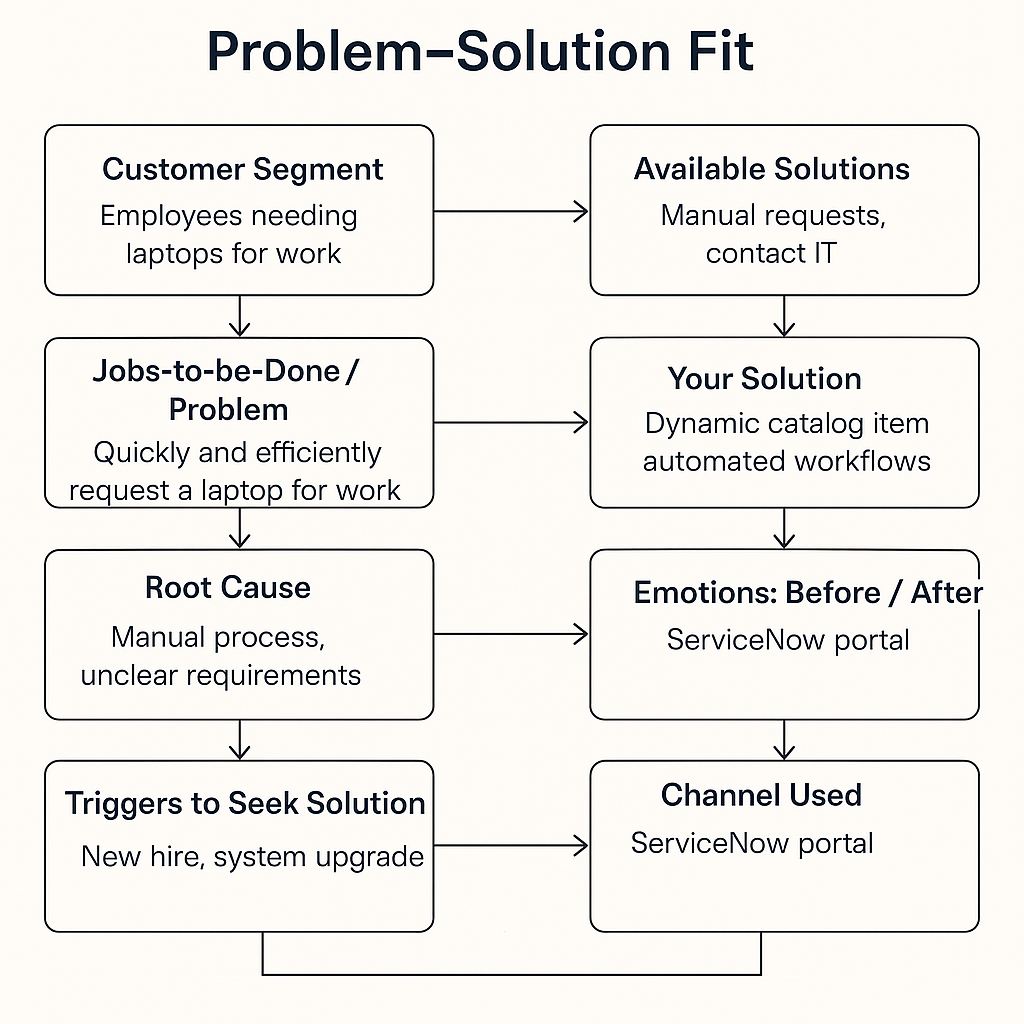 Problem–Solution Fit
Customer Segment
Employees needing
laptops for work
Available Solutions
Manual requests,
contact IT
Jobs-to-be-Done /
Problem
Quickly and efficiently
request a laptop for work
Your Solution
Dynamic catalog item
automated workflows
Root Cause
Manual process,
unclear requirements
Emotions: Before / After
ServiceNow portal
Triggers to Seek Solution
New hire, system upgrade
Channel Used
ServiceNow portal